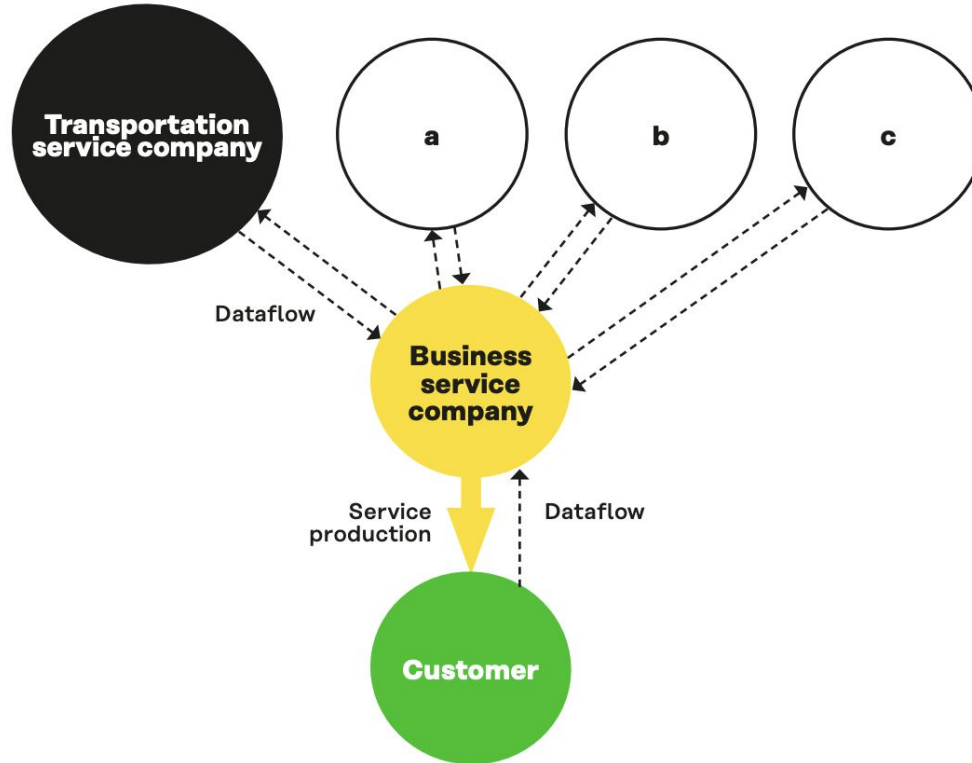 Transportation
service company
a
b
c
Dataflow
Business
service
company
Service
production
Dataflow
Customer